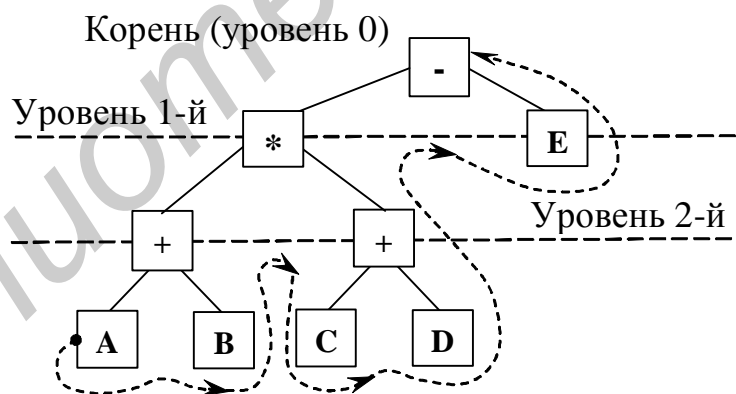 Корень (уровень 0)
-
Уровень 1-й
*
E
Уровень 2-й
+ +
A B C D